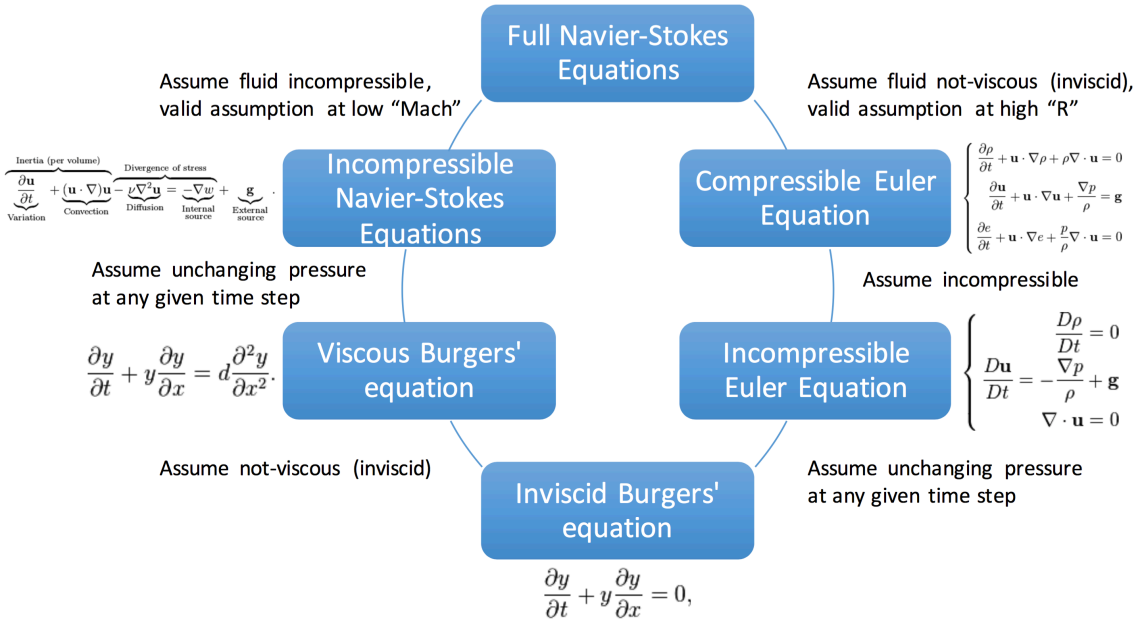 Full Navier-Stokes
Equations
Assume fluid incompressible,
valid assumption at low “Mach”
Assume fluid not-viscous (inviscid),
valid assumption at high “R”
Inertia (per volume)
Divergence of stress
∂u/∂t + (u · ∇)u − ν∇²u = −∇w + g .
Variation
Convection
Diffusion
Internal
source
External
source
Incompressible
Navier-Stokes
Equations
Compressible Euler
Equation
∂ρ/∂t + u · ∇ρ + ρ∇ · u = 0
∂u/∂t + u · ∇u + ∇p/ρ = g
∂e/∂t + u · ∇e + p/ρ ∇ · u = 0
Assume unchanging pressure
at any given time step
Assume incompressible
∂y/∂t + y ∂y/∂x = d ∂²y/∂x².
Viscous Burgers'
equation
Incompressible
Euler Equation
Dρ/Dt = 0
Du/Dt = −∇p/ρ + g
∇ · u = 0
Assume not-viscous (inviscid)
Assume unchanging pressure
at any given time step
Inviscid Burgers'
equation
∂y/∂t + y ∂y/∂x = 0,